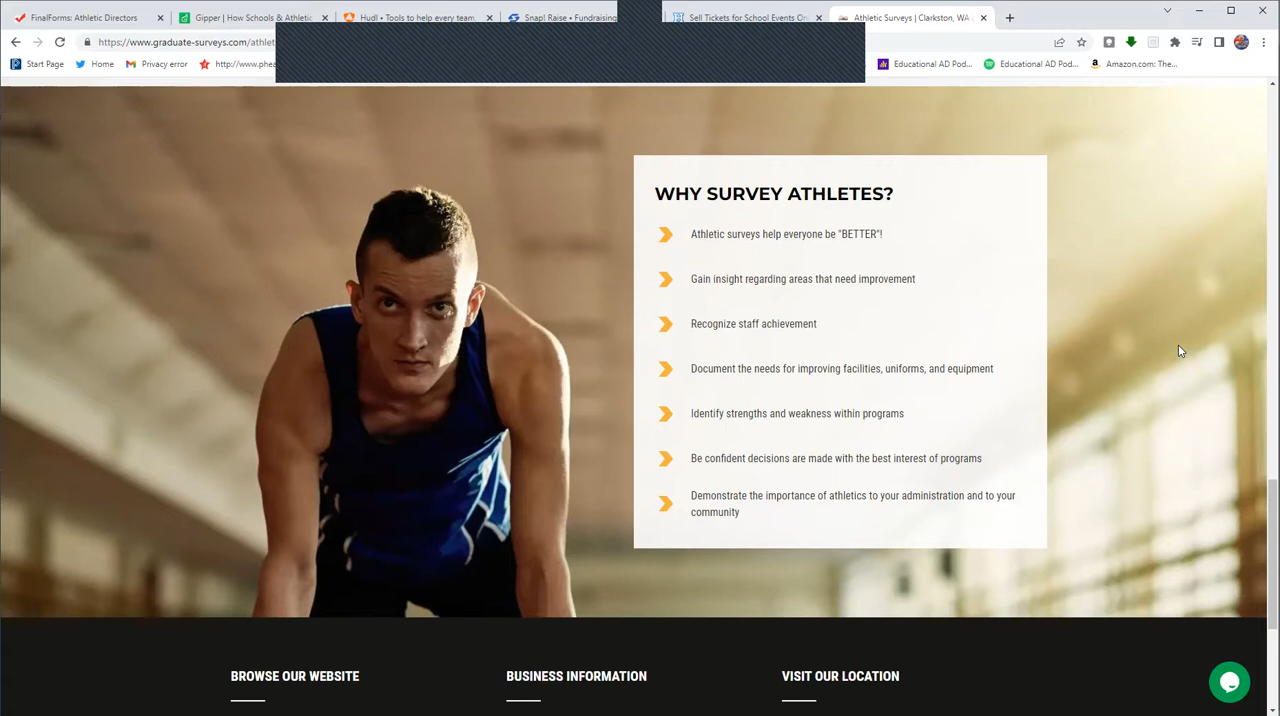 FinalForms: Athletic Directors
Gipper | How Schools & Athletic
Hudl • Tools to help every team
Snap! Raise • Fundraising
Sell Tickets for School Events On
Athletic Surveys | Clarkston, WA
https://www.graduate-surveys.com/athlet
Start Page
Home
Privacy error
http://www.phea
Educational AD Pod...
Educational AD Pod...
Amazon.com: The...
WHY SURVEY ATHLETES?
Athletic surveys help everyone be "BETTER"!
Gain insight regarding areas that need improvement
Recognize staff achievement
Document the needs for improving facilities, uniforms, and equipment
Identify strengths and weakness within programs
Be confident decisions are made with the best interest of programs
Demonstrate the importance of athletics to your administration and to your
community
BROWSE OUR WEBSITE
BUSINESS INFORMATION
VISIT OUR LOCATION